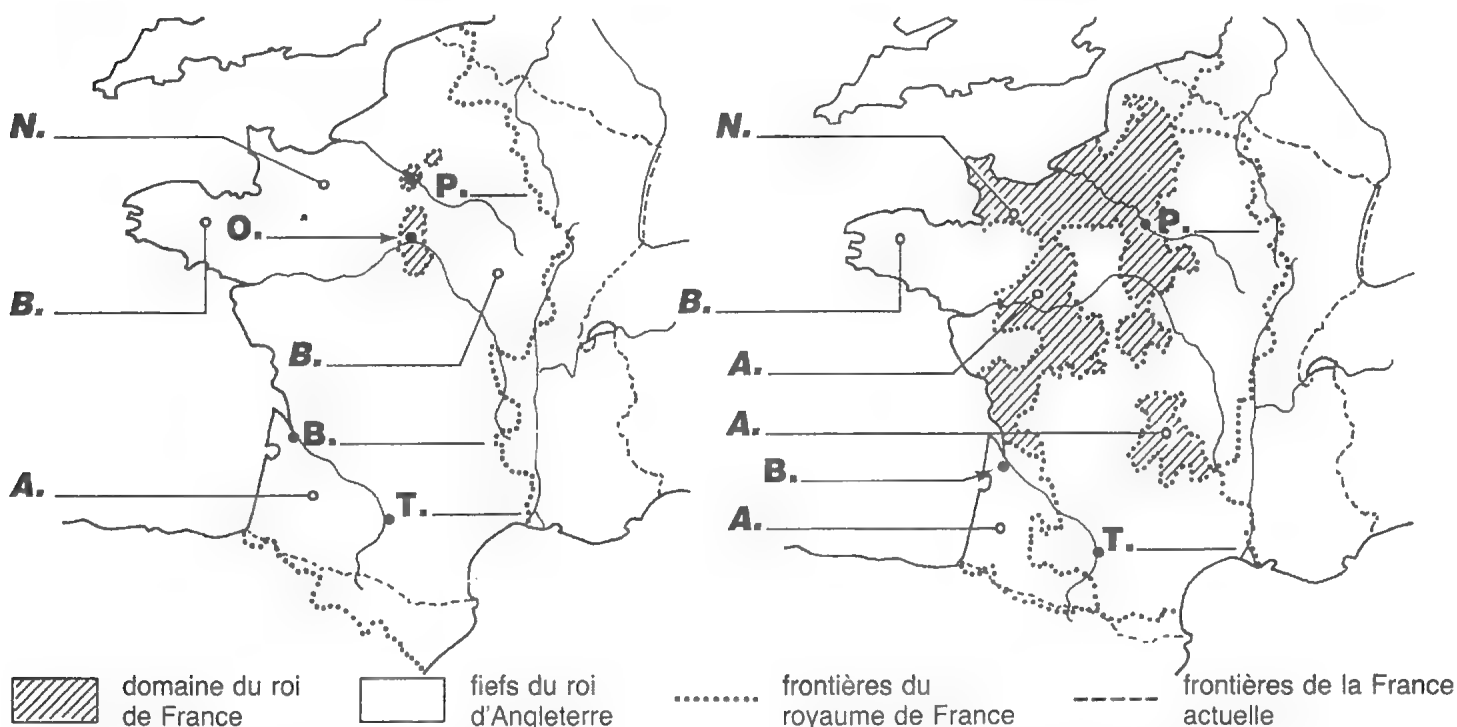 N.
P.
O.
B.
B.
B.
A.
T.
N.
P.
B.
A.
A.
B.
A.
T.
domaine du roi
de France
fiefs du roi
d'Angleterre
frontières du
royaume de France
frontières de la France
actuelle